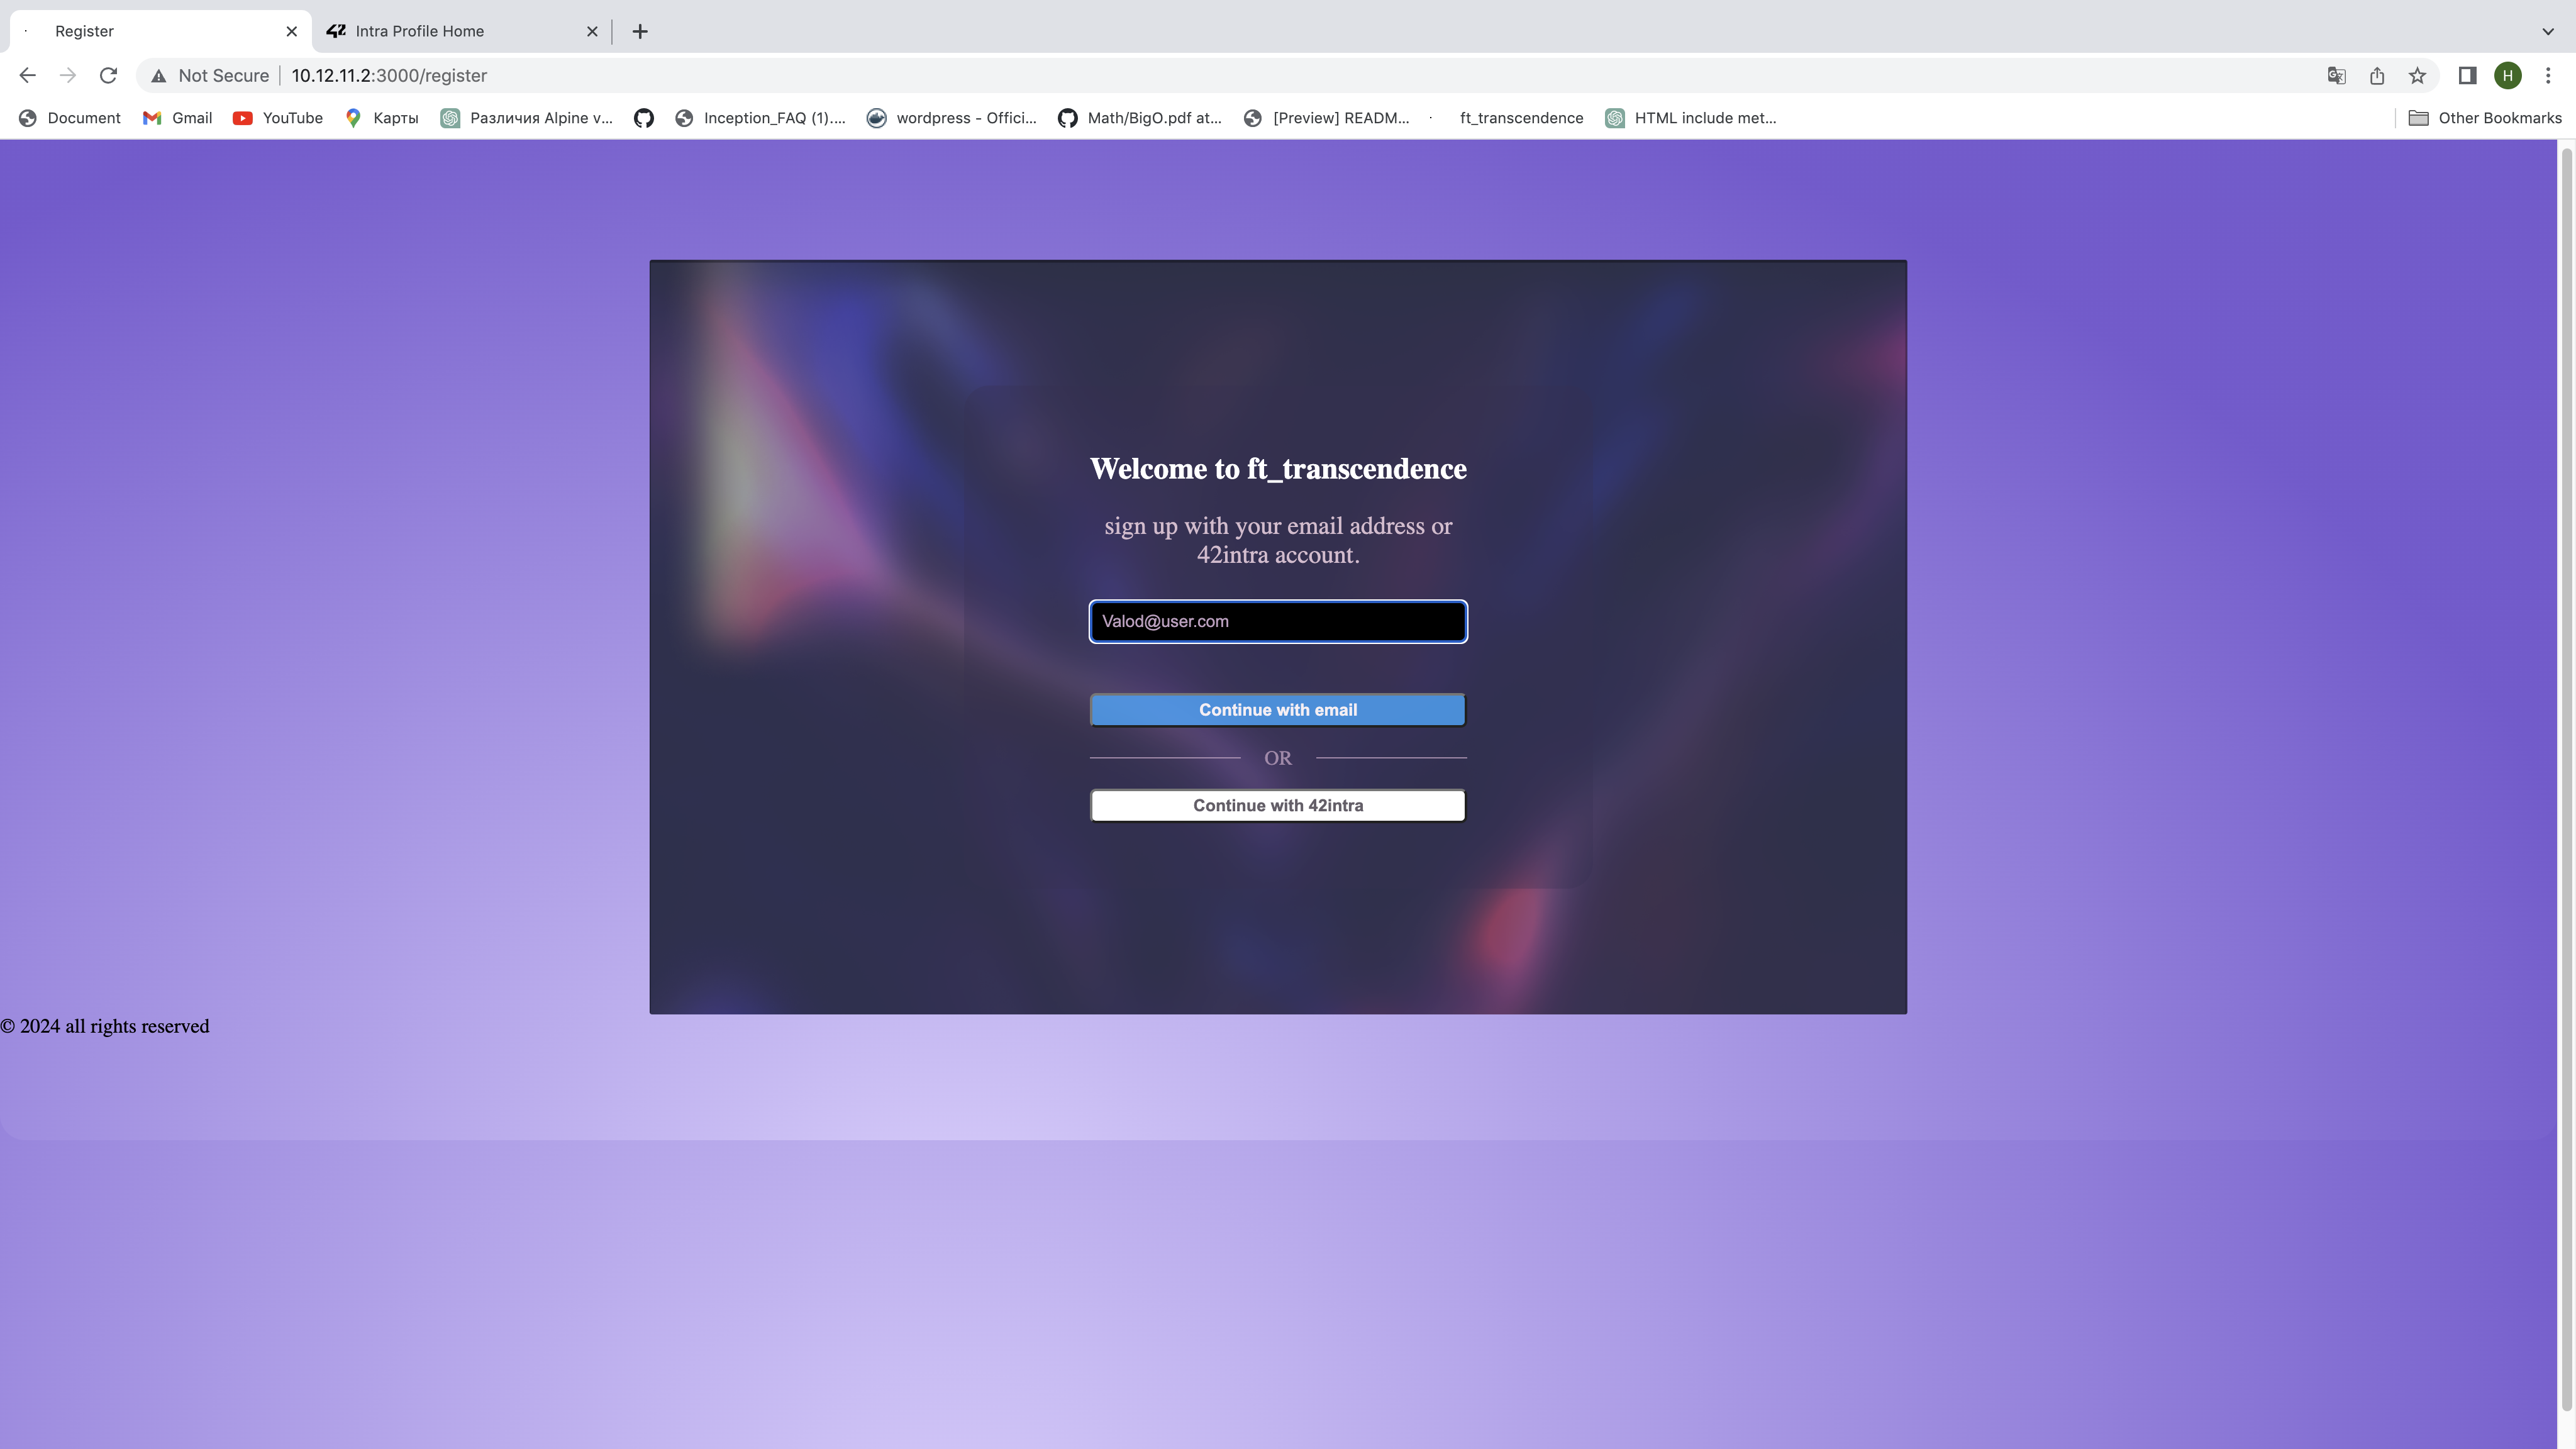 Register
Intra Profile Home
Not Secure
10.12.11.2:3000/register
H
Document
Gmail
YouTube
Карты
Различия Alpine v...
Inception_FAQ (1)....
wordpress - Offici...
Math/BigO.pdf at...
[Preview] READM...
ft_transcendence
HTML include met...
Other Bookmarks
Welcome to ft_transcendence
sign up with your email address or
42intra account.
Valod@user.com
Continue with email
OR
Continue with 42intra
© 2024 all rights reserved